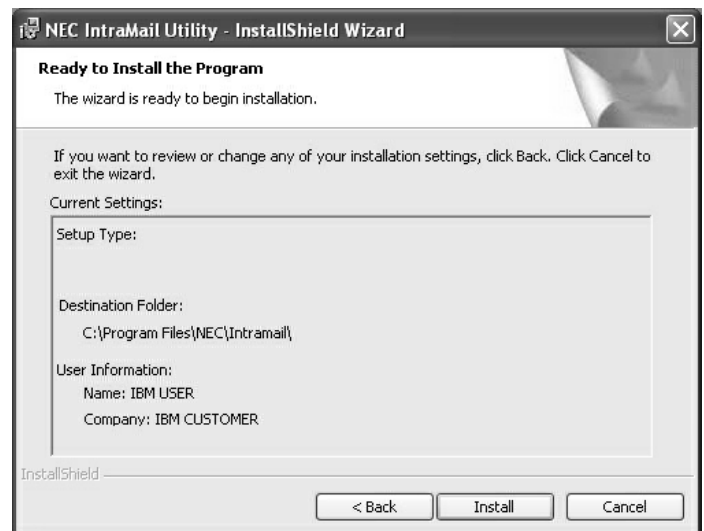 NEC IntraMail Utility - InstallShield Wizard
Ready to Install the Program
The wizard is ready to begin installation.
If you want to review or change any of your installation settings, click Back. Click Cancel to
exit the wizard.
Current Settings:
Setup Type:
Destination Folder:
C:\Program Files\NEC\Intramail\
User Information:
Name: IBM USER
Company: IBM CUSTOMER
InstallShield
< Back
Install
Cancel